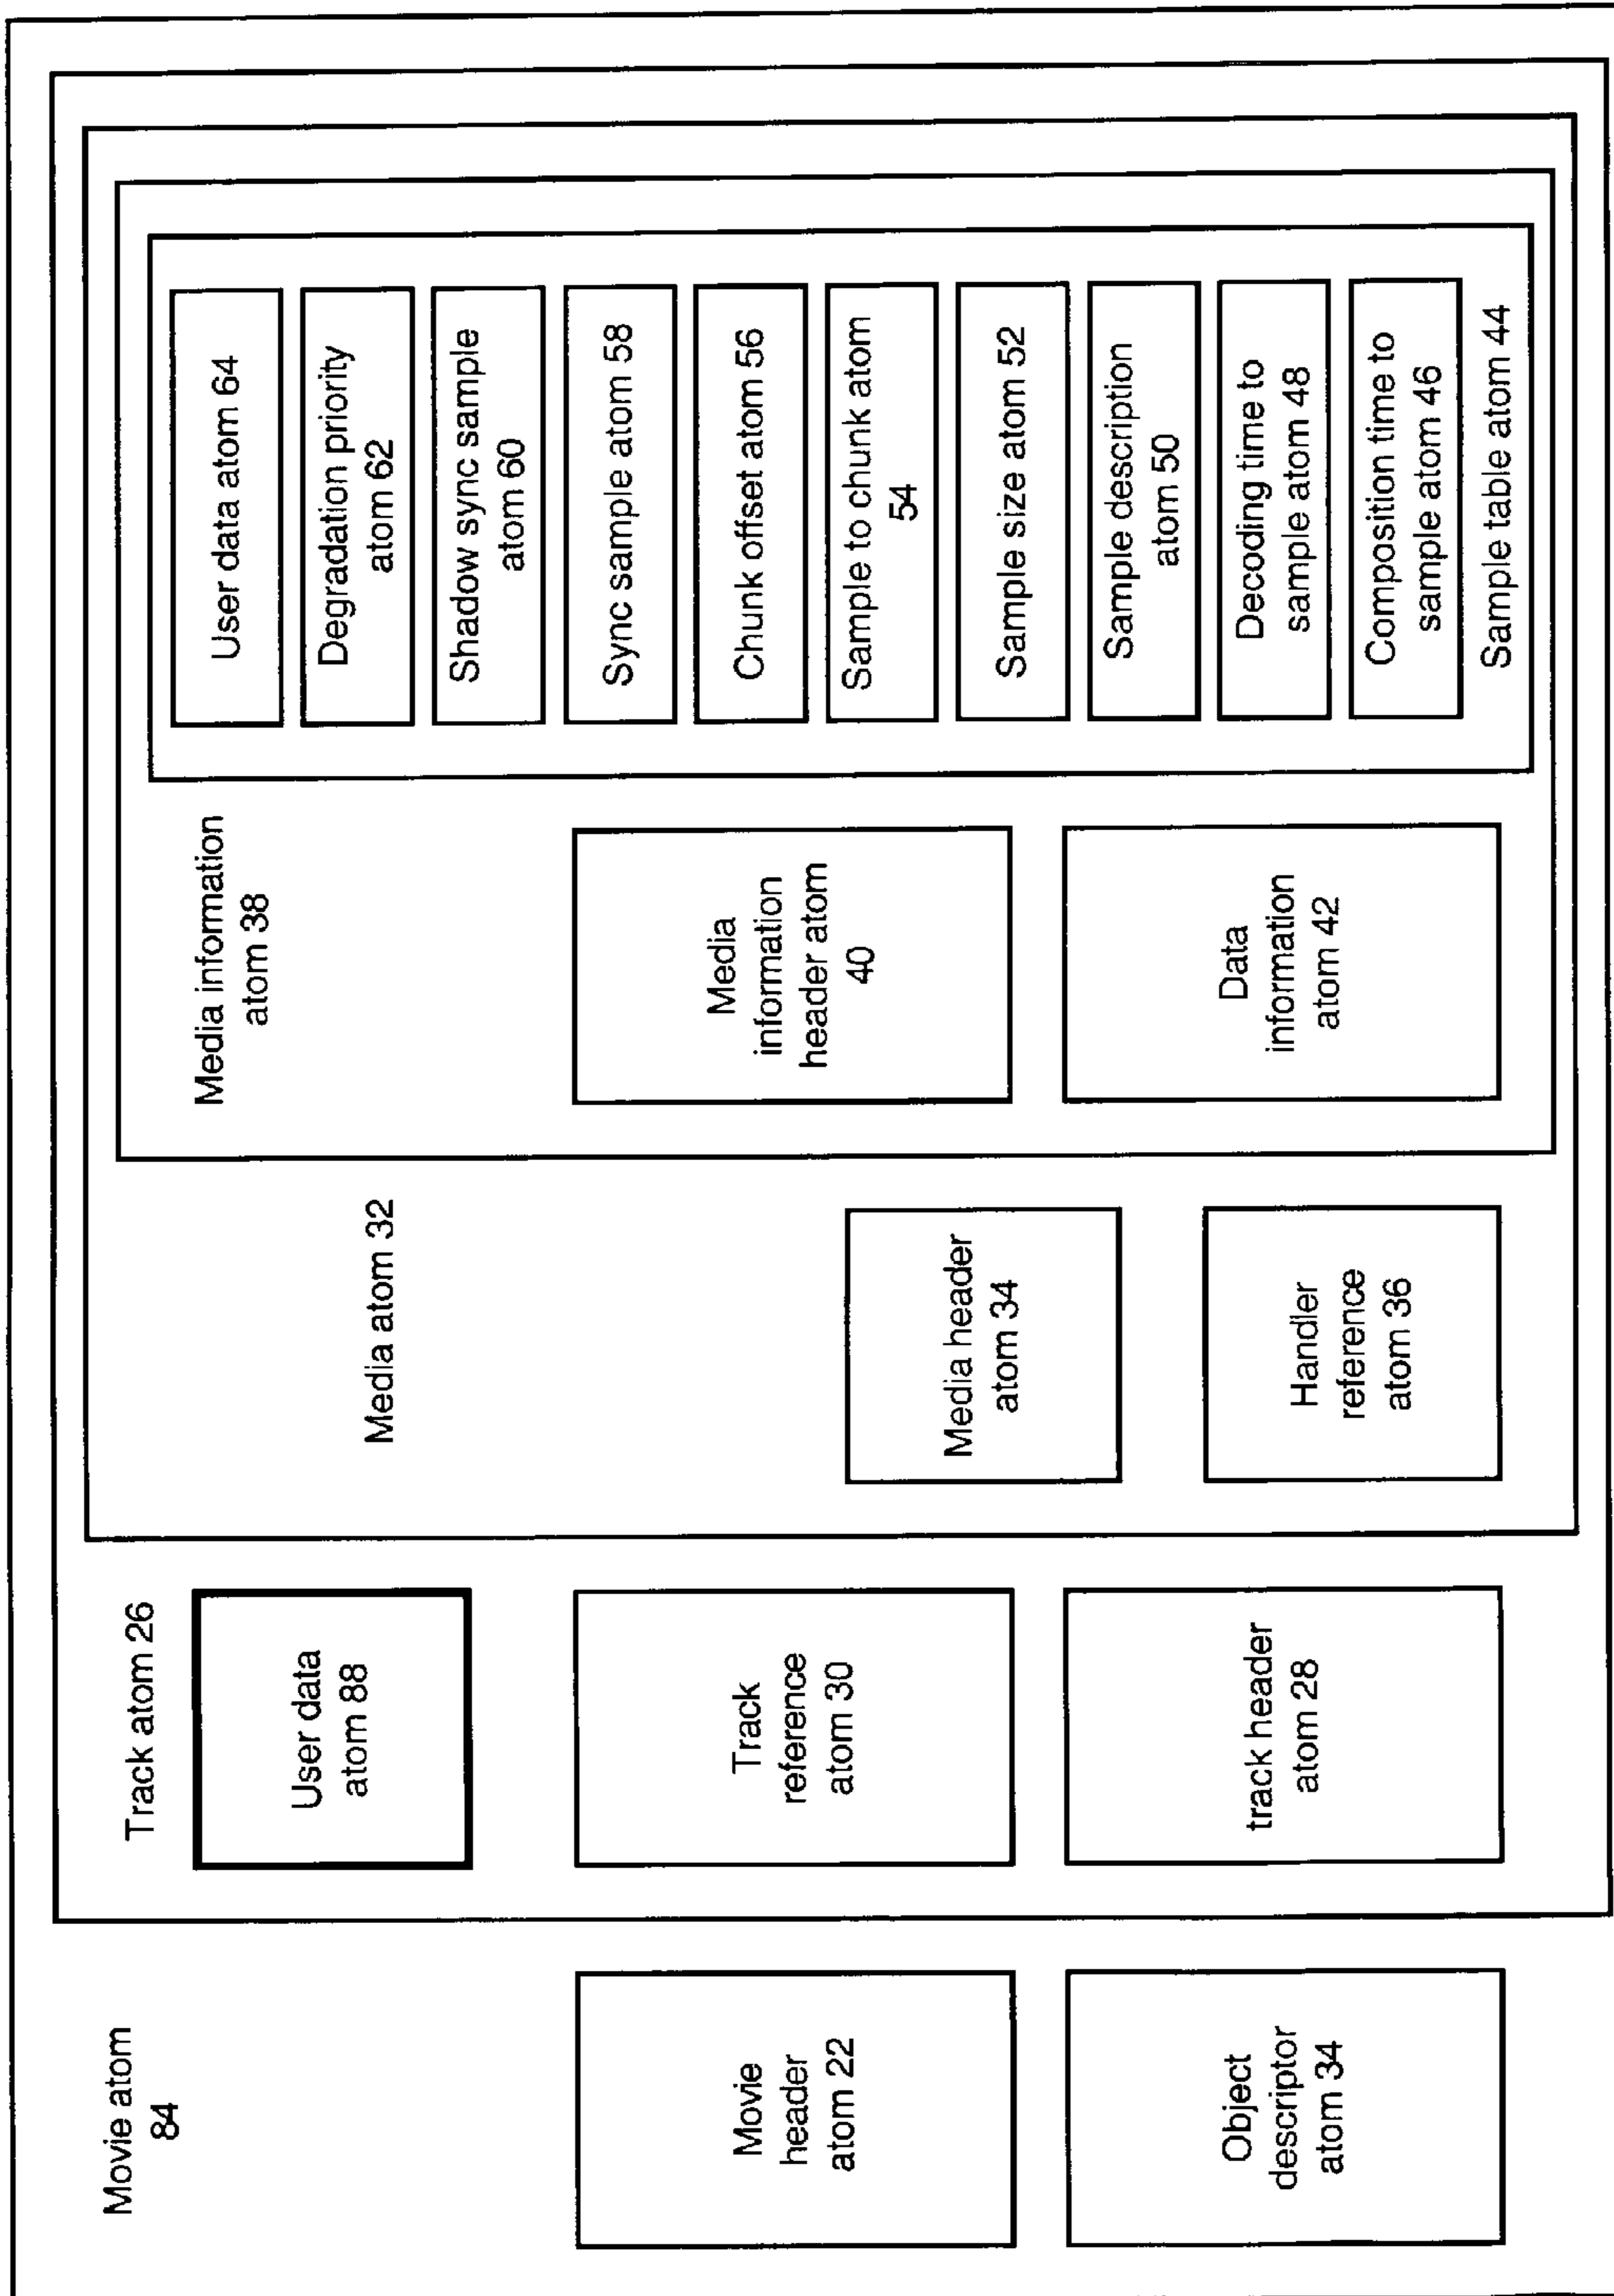 Movie atom
84
Movie
header
atom 22
Object
descriptor
atom 34
Track atom 26
User data
atom 88
Track
reference
atom 30
track header
atom 28
Media atom 32
Media header
atom 34
Handler
reference
atom 36
Media information
atom 38
Media
information
header atom
40
Data
information
atom 42
User data atom 64
Degradation priority
atom 62
Shadow sync sample
atom 60
Sync sample atom 58
Chunk offset atom 56
Sample to chunk atom
54
Sample size atom 52
Sample description
atom 50
Decoding time to
sample atom 48
Composition time to
sample atom 46
Sample table atom 44